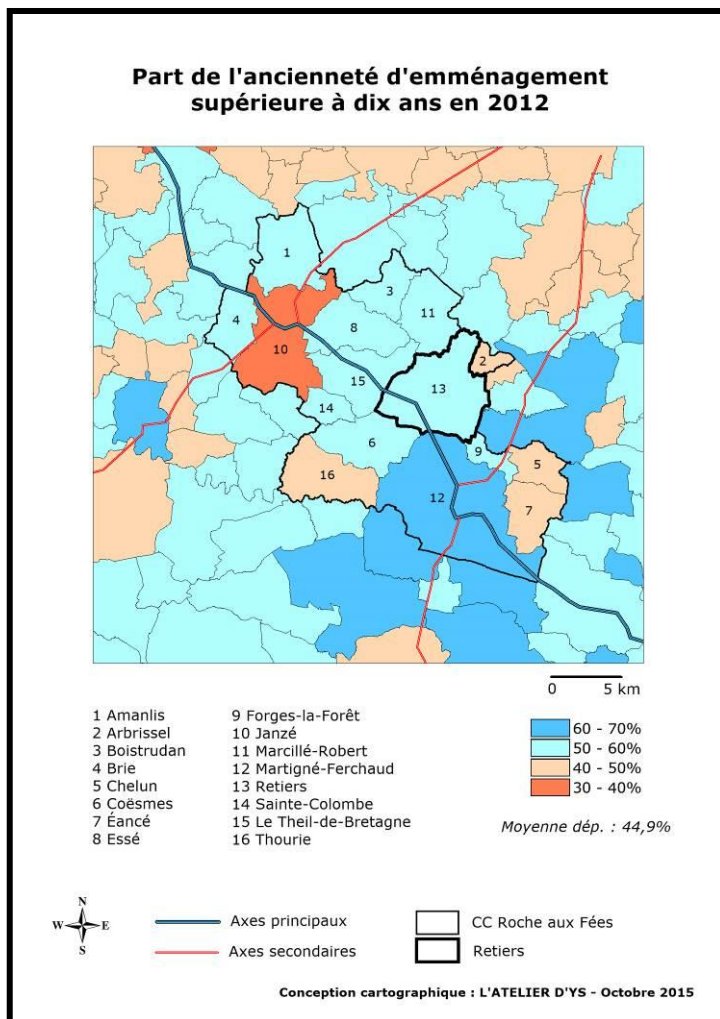 Part de l'ancienneté d'emménagement
supérieure à dix ans en 2012
1
3
4
11
8
2
10
15
13
14
6
9
5
16
12
7
0 5 km
1 Amanlis
2 Arbrissel
3 Boistrudan
4 Brie
5 Chelun
6 Coësmes
7 Éancé
8 Essé
9 Forges-la-Forêt
10 Janzé
11 Marcillé-Robert
12 Martigné-Ferchaud
13 Retiers
14 Sainte-Colombe
15 Le Theil-de-Bretagne
16 Thourie
60 - 70%
50 - 60%
40 - 50%
30 - 40%
Moyenne dép. : 44,9%
N
W E
S
Axes principaux
Axes secondaires
CC Roche aux Fées
Retiers
Conception cartographique : L'ATELIER D'YS - Octobre 2015